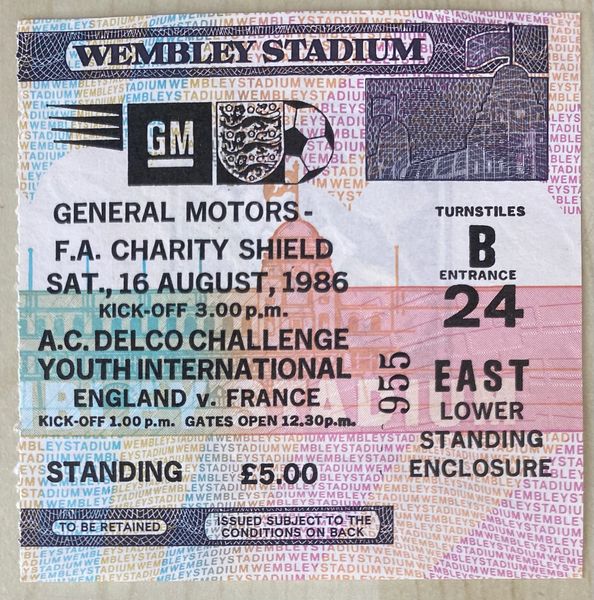 WEMBLEY STADIUM
GM
GENERAL MOTORS -
F.A. CHARITY SHIELD
SAT., 16 AUGUST, 1986
KICK-OFF 3.00 p.m.
A.C. DELCO CHALLENGE
YOUTH INTERNATIONAL
ENGLAND v. FRANCE
KICK-OFF 1.00 p.m. GATES OPEN 12.30p.m.
STANDING £5.00
TURNSTILES
B
ENTRANCE
24
955
EAST
LOWER
STANDING
ENCLOSURE
TO BE RETAINED
ISSUED SUBJECT TO THE
CONDITIONS ON BACK